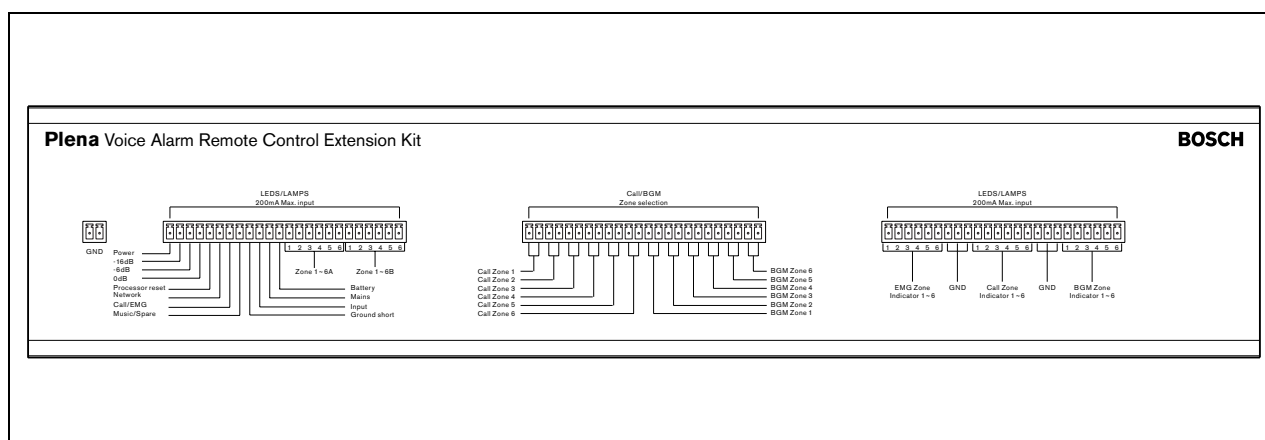 Plena Voice Alarm Remote Control Extension Kit
BOSCH
LEDS/LAMPS
200mA Max. input
GND
Power
-16dB
-6dB
0dB
Processor reset
Network
Call/EMG
Music/Spare
1 2 3 4 5 6 1 2 3 4 5 6
Zone 1~6A Zone 1~6B
Battery
Mains
Input
Ground short
Call/BGM
Zone selection
Call Zone 1
Call Zone 2
Call Zone 3
Call Zone 4
Call Zone 5
Call Zone 6
BGM Zone 6
BGM Zone 5
BGM Zone 4
BGM Zone 3
BGM Zone 2
BGM Zone 1
LEDS/LAMPS
200mA Max. input
1 2 3 4 5 6 1 2 3 4 5 6 1 2 3 4 5 6
EMG Zone
Indicator 1~6
GND
Call Zone
Indicator 1~6
GND
BGM Zone
Indicator 1~6